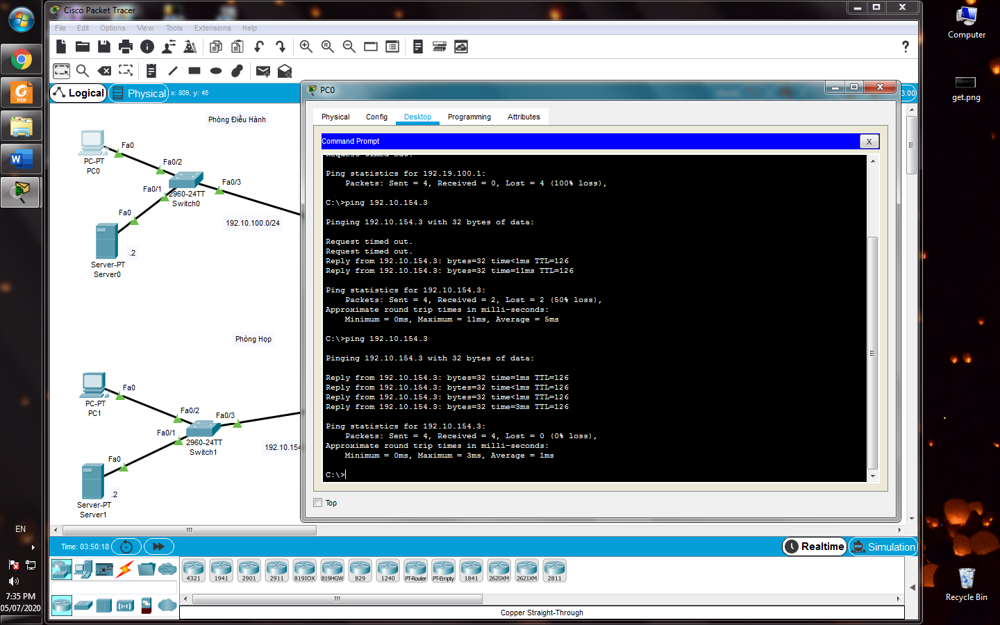 Cisco Packet Tracer
File Edit Options View Tools Extensions Help
Logical
Physical
x: 809, y: 45
3:00
Phòng Điều Hành
Fa0
PC-PT
PC0
Fa0/2
Fa0/1
Fa0/3
2960-24TT
Switch0
Fa0
192.10.100.0/24
.2
Server-PT
Server0
Phòng Họp
Fa0
PC-PT
PC1
Fa0/2
Fa0/3
Fa0/1
2960-24TT
Switch1
192.10.154
Fa0
.2
Server-PT
Server1
PC0
Physical Config Desktop Programming Attributes
Command Prompt
X
Request timed out.
Ping statistics for 192.19.100.1:
Packets: Sent = 4, Received = 0, Lost = 4 (100% loss),
C:\>ping 192.10.154.3
Pinging 192.10.154.3 with 32 bytes of data:
Request timed out.
Request timed out.
Reply from 192.10.154.3: bytes=32 time<1ms TTL=126
Reply from 192.10.154.3: bytes=32 time=11ms TTL=126
Ping statistics for 192.10.154.3:
Packets: Sent = 4, Received = 2, Lost = 2 (50% loss),
Approximate round trip times in milli-seconds:
Minimum = 0ms, Maximum = 11ms, Average = 5ms
C:\>ping 192.10.154.3
Pinging 192.10.154.3 with 32 bytes of data:
Reply from 192.10.154.3: bytes=32 time=1ms TTL=126
Reply from 192.10.154.3: bytes=32 time<1ms TTL=126
Reply from 192.10.154.3: bytes=32 time<1ms TTL=126
Reply from 192.10.154.3: bytes=32 time=3ms TTL=126
Ping statistics for 192.10.154.3:
Packets: Sent = 4, Received = 4, Lost = 0 (0% loss),
Approximate round trip times in milli-seconds:
Minimum = 0ms, Maximum = 3ms, Average = 1ms
C:\>
Top
Time: 03:50:18
Realtime
Simulation
4321 1941 2901 2911 819IOX 819HGW 829 1240 PT-Router PT-Empty 1841 2620XM 2621XM 2811
Copper Straight-Through
Computer
get.png
Recycle Bin
PDF
W
EN
7:35 PM
05/07/2020